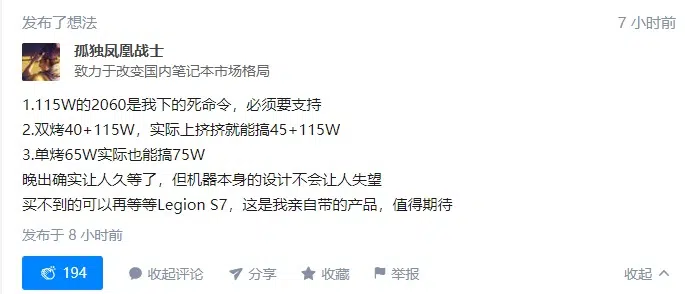 发布了想法
7 小时前
孤独凤凰战士
致力于改变国内笔记本市场格局
1.115W的2060是我下的死命令，必须要支持
2.双烤40+115W，实际上挤挤就能搞45+115W
3.单烤65W实际也能搞75W
晚出确实让人久等了，但机器本身的设计不会让人失望
买不到的可以再等等Legion S7，这是我亲自带的产品，值得期待
发布于 8 小时前
194 收起评论 分享 收藏 举报 收起